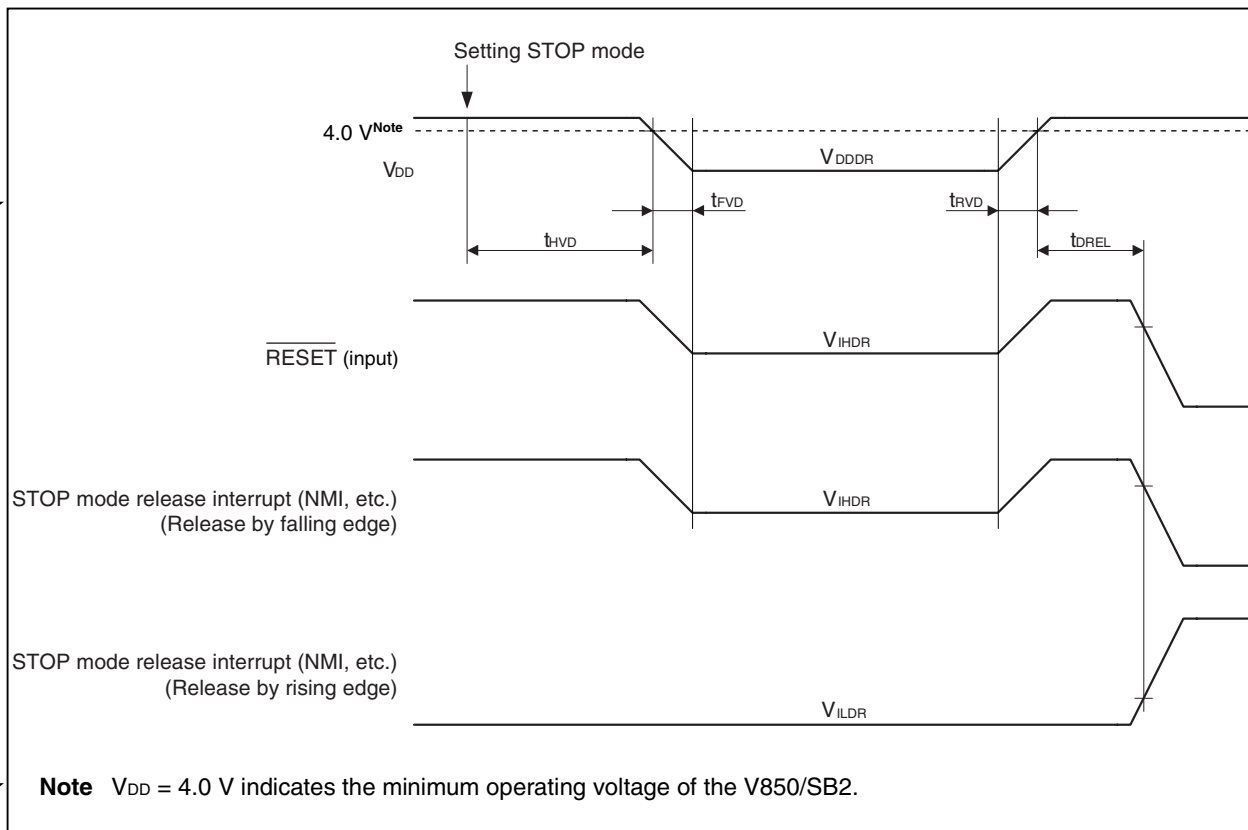 Setting STOP mode
4.0 VNote
VDD
VDDDR
tFVD
tRVD
tHVD
tDREL
RESET (input)
VIHDR
STOP mode release interrupt (NMI, etc.)
(Release by falling edge)
VIHDR
STOP mode release interrupt (NMI, etc.)
(Release by rising edge)
VILDR
Note VDD = 4.0 V indicates the minimum operating voltage of the V850/SB2.